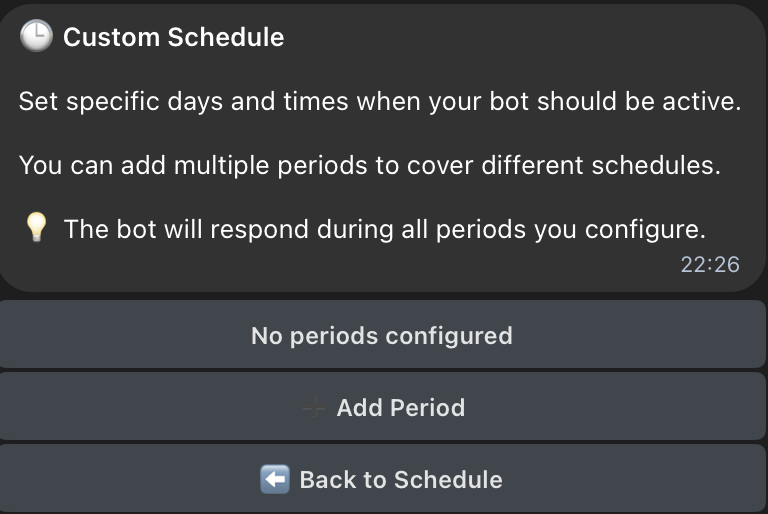 🕒 Custom Schedule
Set specific days and times when your bot should be active.
You can add multiple periods to cover different schedules.
💡 The bot will respond during all periods you configure.
22:26
No periods configured
➕ Add Period
⬅️ Back to Schedule